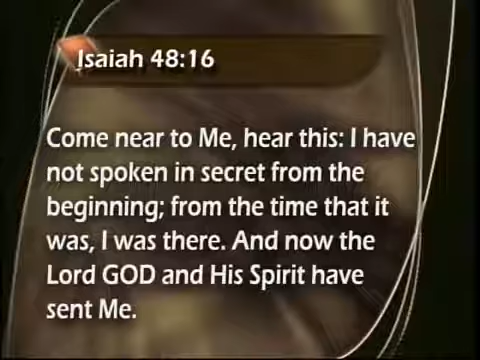 Isaiah 48:16
Come near to Me, hear this: I have
not spoken in secret from the
beginning; from the time that it
was, I was there. And now the
Lord GOD and His Spirit have
sent Me.